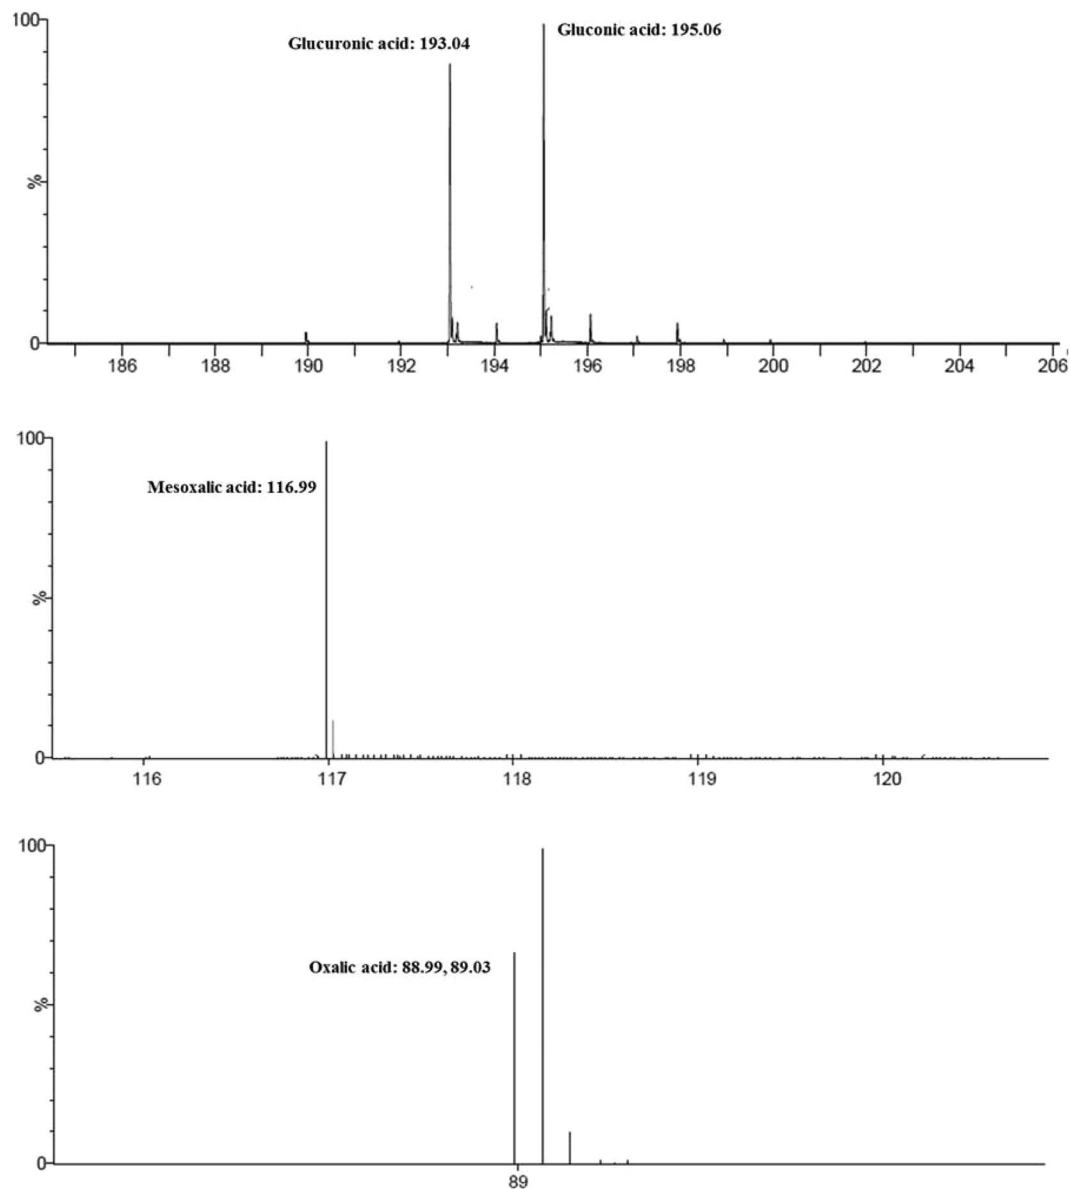 100
Glucuronic acid: 193.04
Gluconic acid: 195.06
%
0
186 188 190 192 194 196 198 200 202 204 206
100
Mesoxalic acid: 116.99
%
0
116 117 118 119 120
100
Oxalic acid: 88.99, 89.03
%
0
89